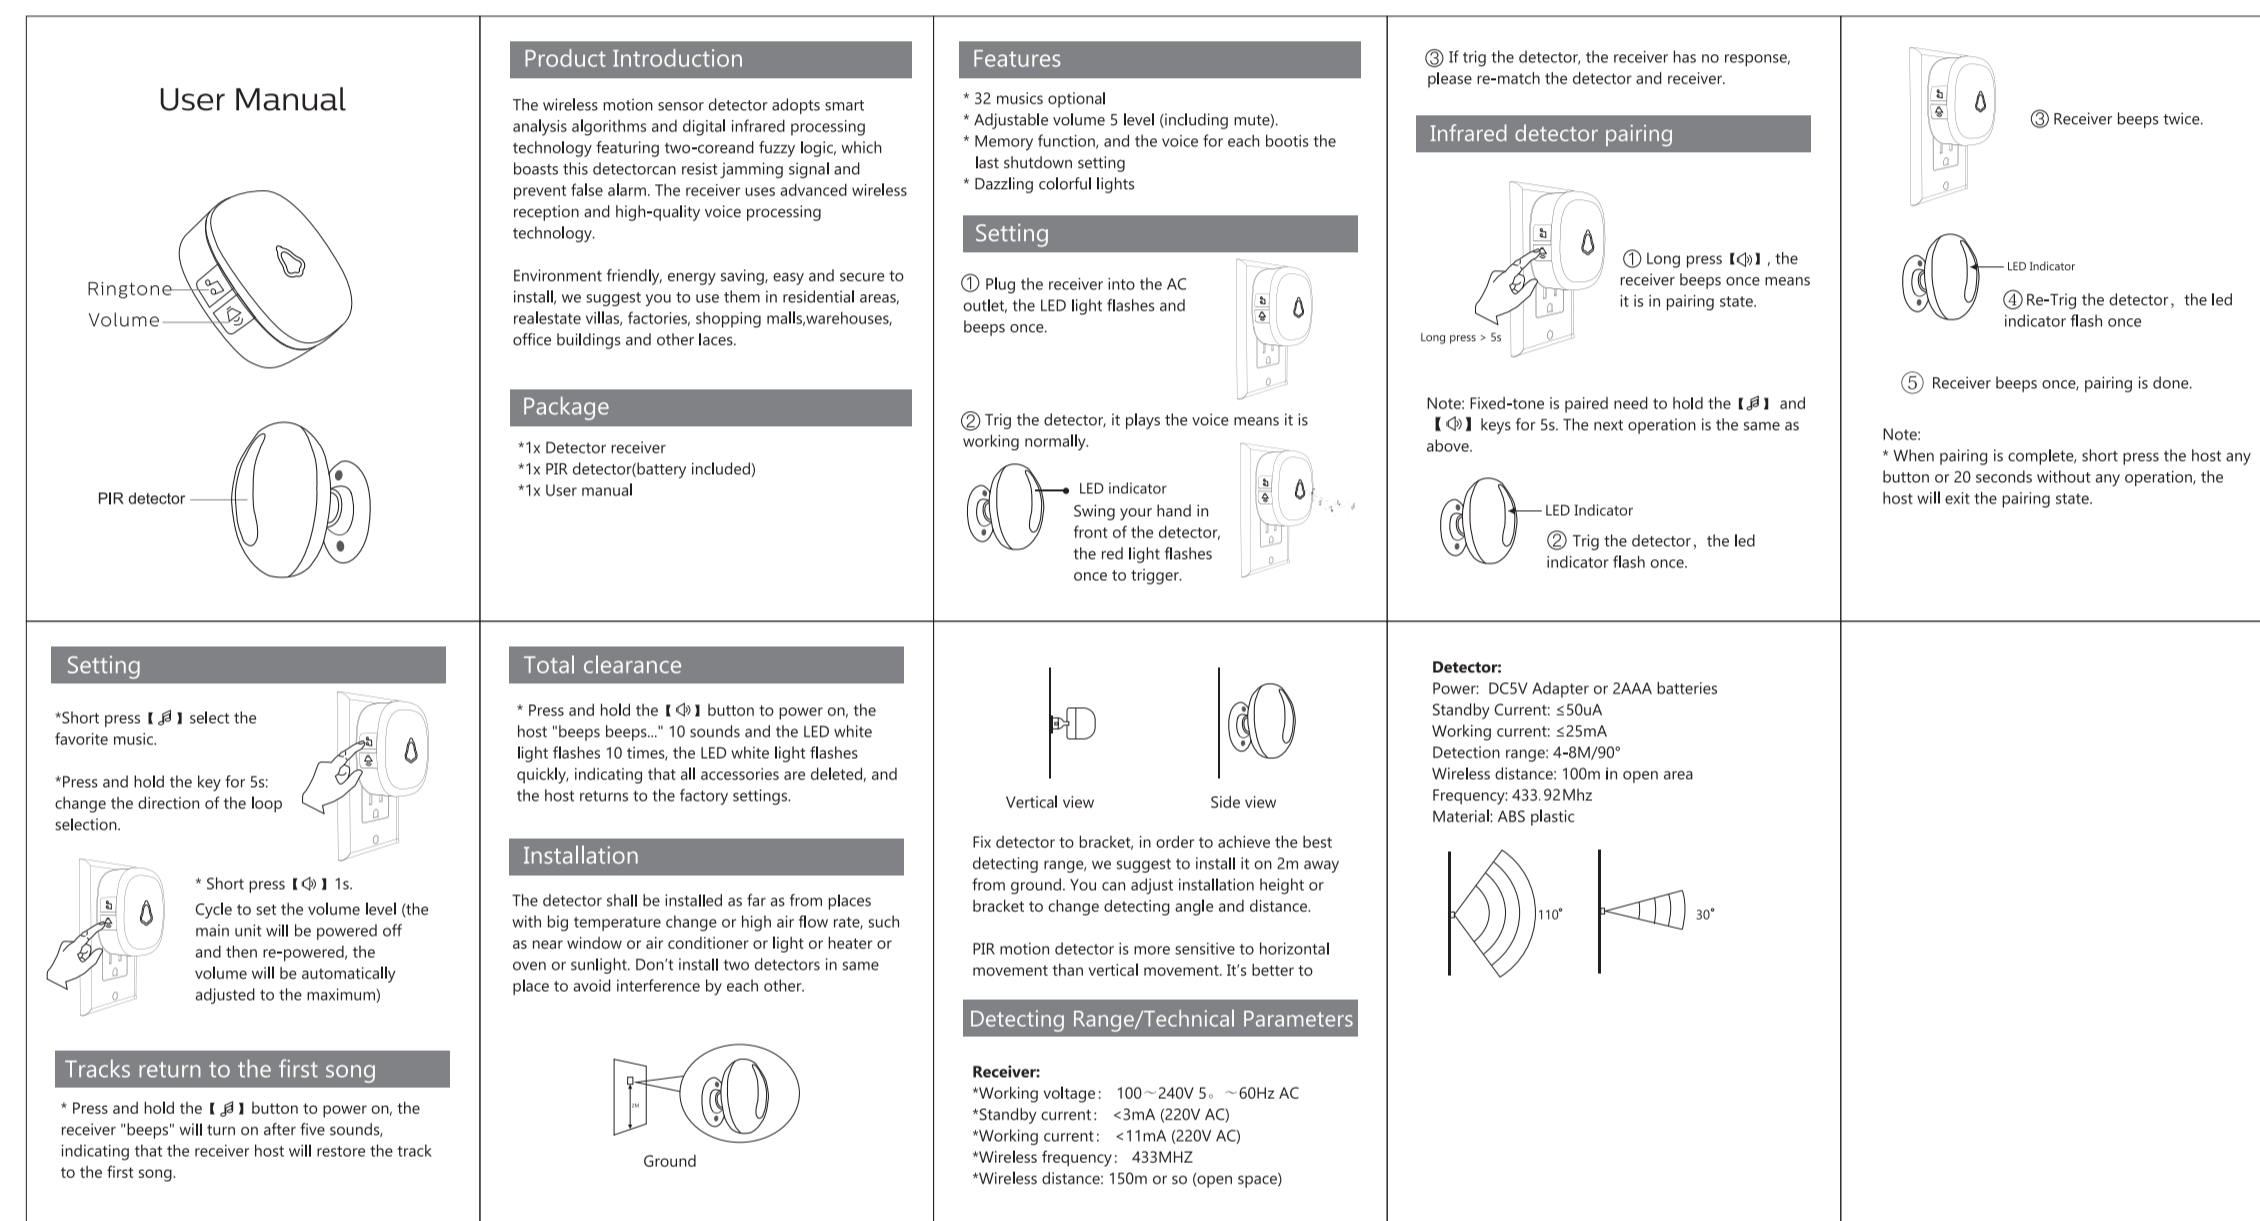 User Manual
Ringtone
Volume
PIR detector
Product Introduction
The wireless motion sensor detector adopts smart
analysis algorithms and digital infrared processing
technology featuring two-coreand fuzzy logic, which
boasts this detectorcan resist jamming signal and
prevent false alarm. The receiver uses advanced wireless
reception and high-quality voice processing
technology.
Environment friendly, energy saving, easy and secure to
install, we suggest you to use them in residential areas,
realestate villas, factories, shopping malls,warehouses,
office buildings and other laces.
Package
*1x Detector receiver
*1x PIR detector(battery included)
*1x User manual
Features
* 32 musics optional
* Adjustable volume 5 level (including mute).
* Memory function, and the voice for each bootis the
last shutdown setting
* Dazzling colorful lights
Setting
① Plug the receiver into the AC
outlet, the LED light flashes and
beeps once.
② Trig the detector, it plays the voice means it is
working normally.
LED indicator
Swing your hand in
front of the detector,
the red light flashes
once to trigger.
③ If trig the detector, the receiver has no response,
please re-match the detector and receiver.
Infrared detector pairing
① Long press【🔊】, the
receiver beeps once means
it is in pairing state.
Long press > 5s
Note: Fixed-tone is paired need to hold the【♫】 and
【🔊】 keys for 5s. The next operation is the same as
above.
LED Indicator
② Trig the detector, the led
indicator flash once.
③ Receiver beeps twice.
LED Indicator
④ Re-Trig the detector, the led
indicator flash once
⑤ Receiver beeps once, pairing is done.
Note:
* When pairing is complete, short press the host any
button or 20 seconds without any operation, the
host will exit the pairing state.
Setting
*Short press【♫】select the
favorite music.
*Press and hold the key for 5s:
change the direction of the loop
selection.
* Short press【🔊】1s.
Cycle to set the volume level (the
main unit will be powered off
and then re-powered, the
volume will be automatically
adjusted to the maximum)
Tracks return to the first song
* Press and hold the【♫】button to power on, the
receiver "beeps" will turn on after five sounds,
indicating that the receiver host will restore the track
to the first song.
Total clearance
* Press and hold the【🔊】button to power on, the
host "beeps beeps..." 10 sounds and the LED white
light flashes 10 times, the LED white light flashes
quickly, indicating that all accessories are deleted, and
the host returns to the factory settings.
Installation
The detector shall be installed as far as from places
with big temperature change or high air flow rate, such
as near window or air conditioner or light or heater or
oven or sunlight. Don't install two detectors in same
place to avoid interference by each other.
2M
Ground
Vertical view
Side view
Fix detector to bracket, in order to achieve the best
detecting range, we suggest to install it on 2m away
from ground. You can adjust installation height or
bracket to change detecting angle and distance.
PIR motion detector is more sensitive to horizontal
movement than vertical movement. It's better to
Detecting Range/Technical Parameters
Receiver:
*Working voltage： 100～240V 5。～60Hz AC
*Standby current： <3mA (220V AC)
*Working current： <11mA (220V AC)
*Wireless frequency： 433MHZ
*Wireless distance: 150m or so (open space)
Detector:
Power: DC5V Adapter or 2AAA batteries
Standby Current: ≤50uA
Working current: ≤25mA
Detection range: 4-8M/90°
Wireless distance: 100m in open area
Frequency: 433.92Mhz
Material: ABS plastic
110°
30°